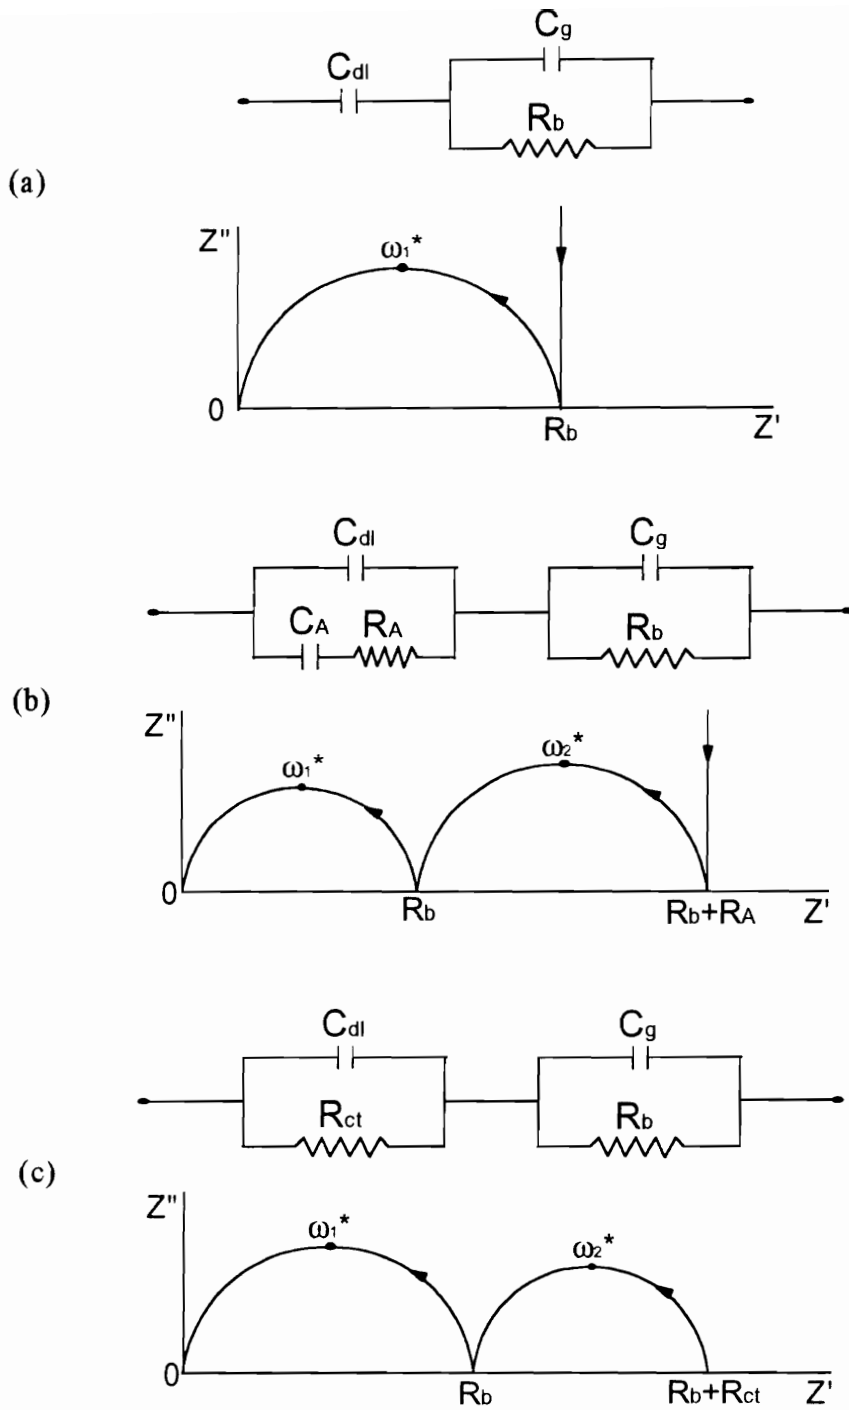 Cg
Cdl
Rb
(a)
Z"
ω1*
0
Rb
Z'
Cdl
Cg
CA
RA
Rb
(b)
Z"
ω1*
ω2*
0
Rb
Rb+RA
Z'
Cdl
Cg
Rct
Rb
(c)
Z"
ω1*
ω2*
0
Rb
Rb+Rct
Z'